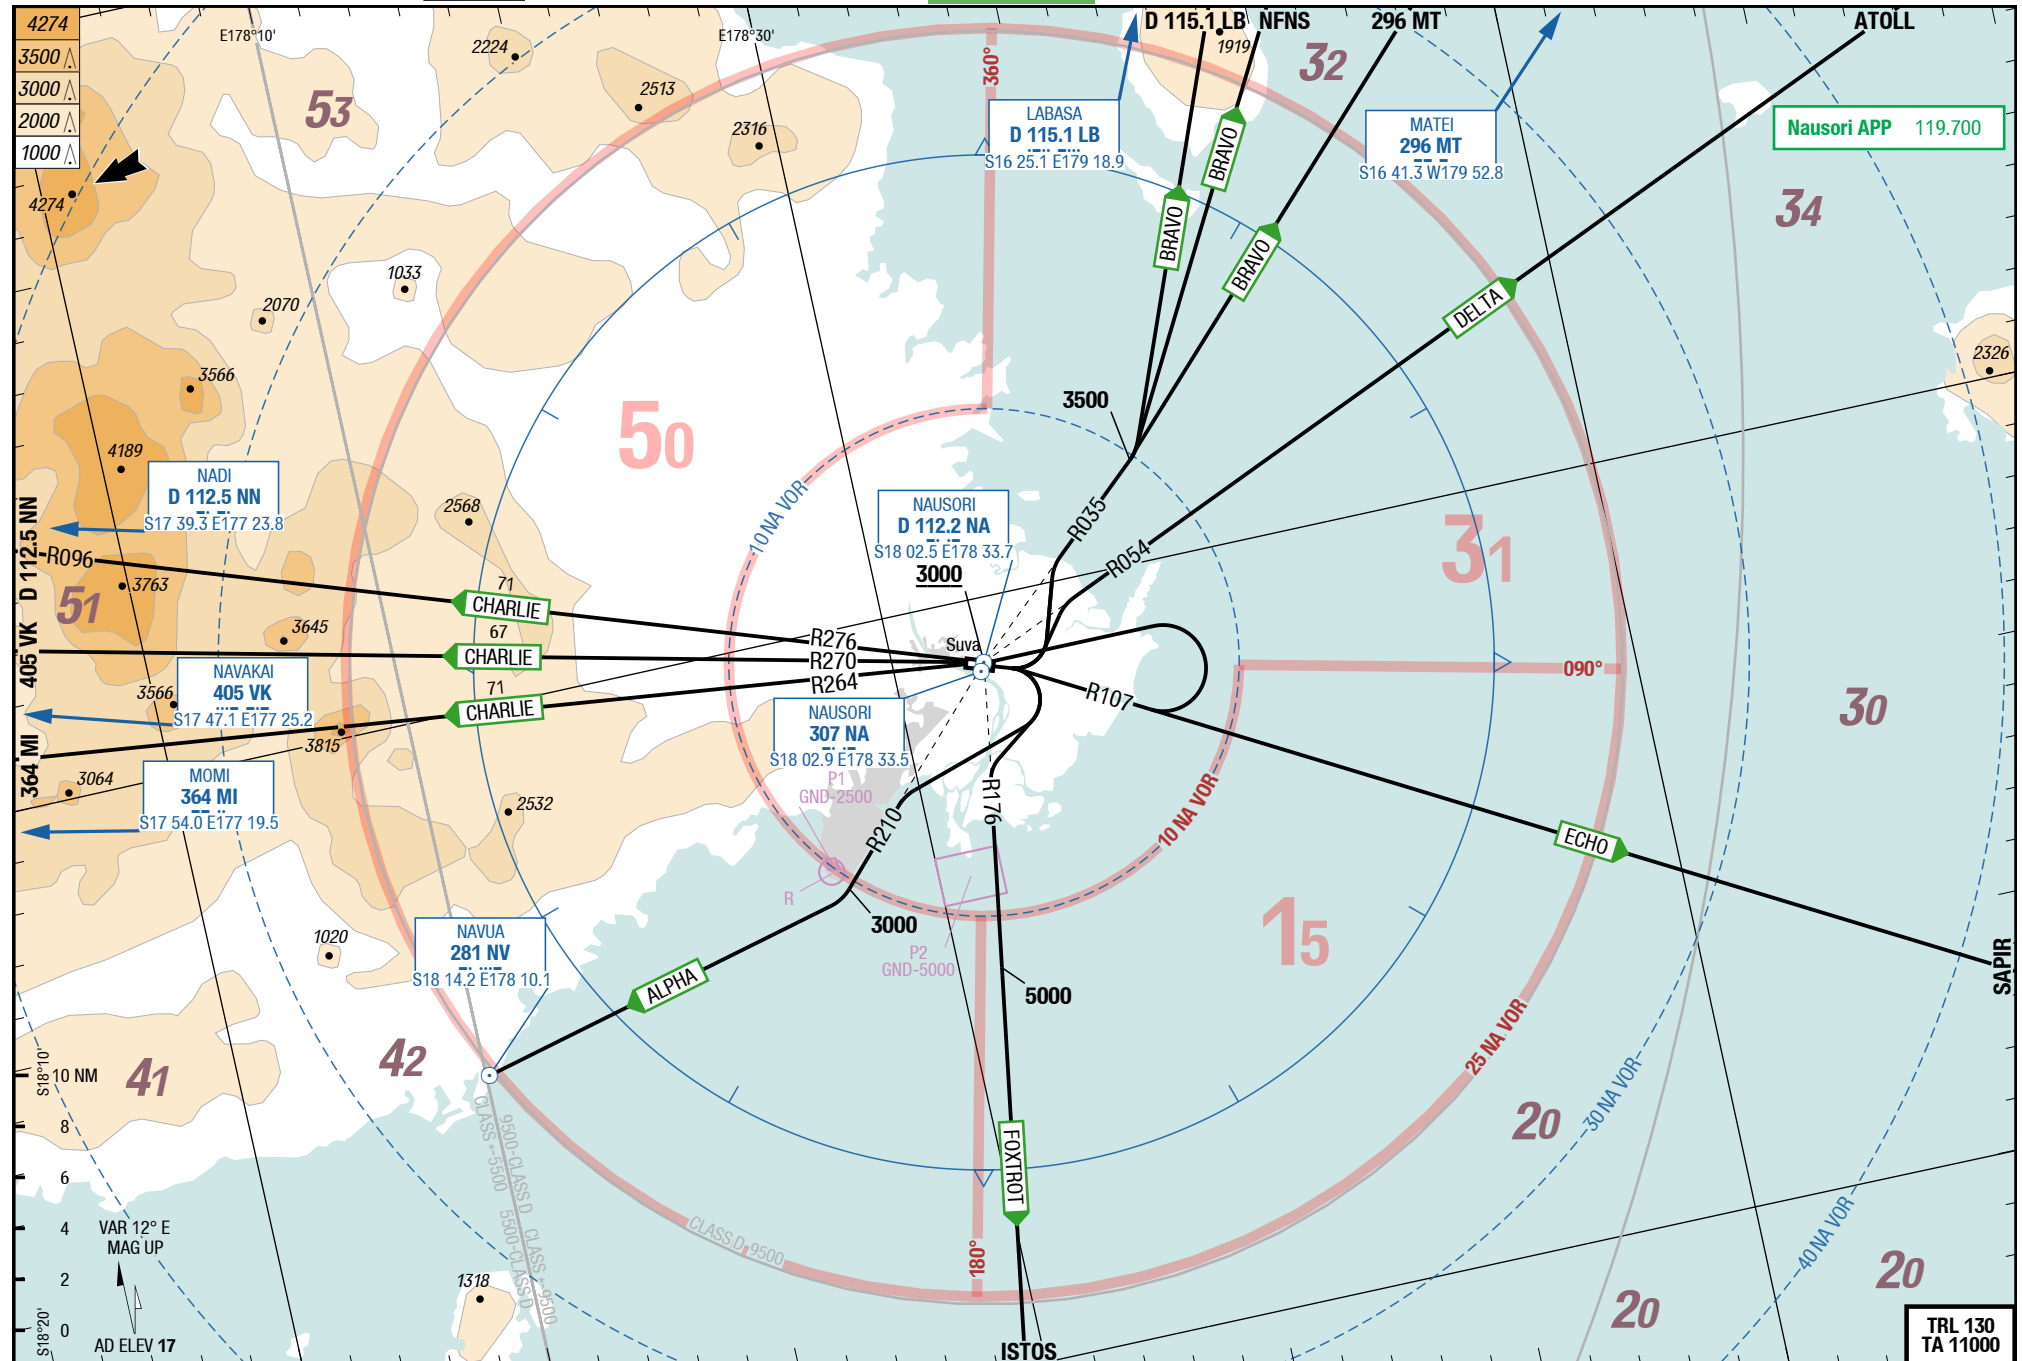 4274
3500
3000
2000
1000
E178°10'
E178°30'
D 115.1 LB
NFNS
296 MT
ATOLL
2224
2513
2316
1919
53
32
360°
LABASA
D 115.1 LB
S16 25.1 E179 18.9
MATEI
296 MT
S16 41.3 W179 52.8
Nausori APP 119.700
4274
34
BRAVO
BRAVO
BRAVO
1033
2070
DELTA
2326
3566
3500
50
4189
NADI
D 112.5 NN
S17 39.3 E177 23.8
2568
10 NA VOR
NAUSORI
D 112.2 NA
S18 02.5 E178 33.7
3000
R035
R054
31
D 112.5 NN
R096
3763
51
71
CHARLIE
67
CHARLIE
71
CHARLIE
3645
R276
R270
R264
Suva
R107
090°
30
405 VK
NAVAKAI
405 VK
S17 47.1 E177 25.2
3566
3815
364 MI
3064
MOMI
364 MI
S17 54.0 E177 19.5
2532
NAUSORI
307 NA
S18 02.9 E178 33.5
P1
GND-2500
R210
R176
10 NA VOR
ECHO
R
3000
P2
GND-5000
15
SAPIR
1020
NAVUA
281 NV
S18 14.2 E178 10.1
ALPHA
5000
25 NA VOR
42
41
S18°10'
10 NM
8
6
4
2
0
S18°20'
CLASS *-5500
9500-CLASS D
5500-CLASS D
CLASS *-9500
CLASS D-9500
FOXTROT
180°
20
30 NA VOR
40 NA VOR
20
20
VAR 12° E
MAG UP
AD ELEV 17
1318
ISTOS
TRL 130
TA 11000